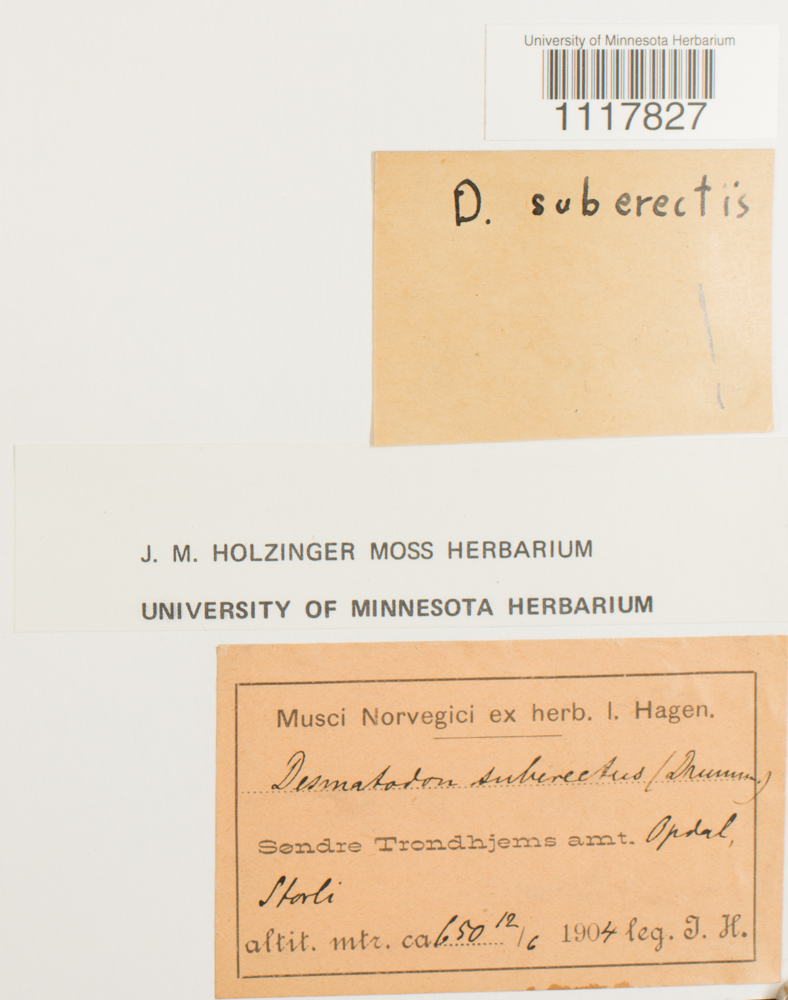 University of Minnesota Herbarium
1117827
D. suberectïs
J. M. HOLZINGER MOSS HERBARIUM
UNIVERSITY OF MINNESOTA HERBARIUM
Musci Norvegici ex herb. I. Hagen.
Desmatodon suberectus (Drumm.)
Søndre Trondhjems amt. Opdal,
Storli
altit. mtr. ca 650 12/6 1904 leg. I. H.